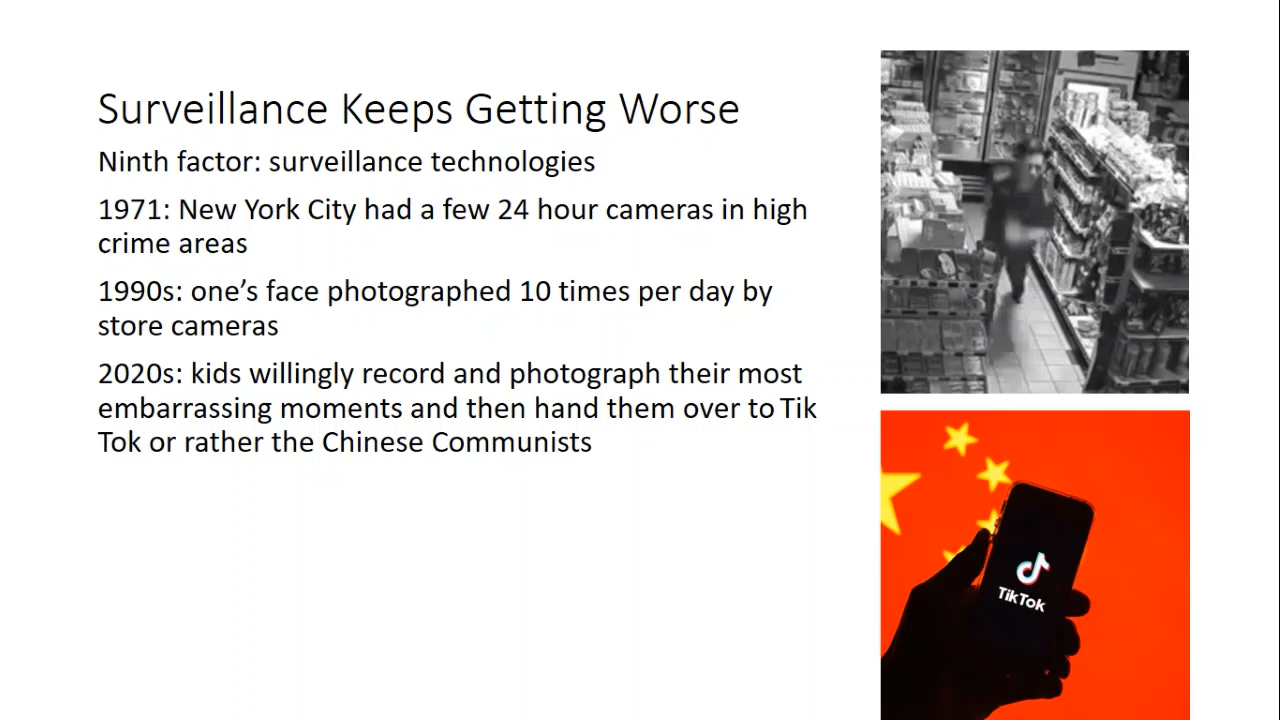 Surveillance Keeps Getting Worse
Ninth factor: surveillance technologies
1971: New York City had a few 24 hour cameras in high
crime areas
1990s: one’s face photographed 10 times per day by
store cameras
2020s: kids willingly record and photograph their most
embarrassing moments and then hand them over to Tik
Tok or rather the Chinese Communists
TikTok